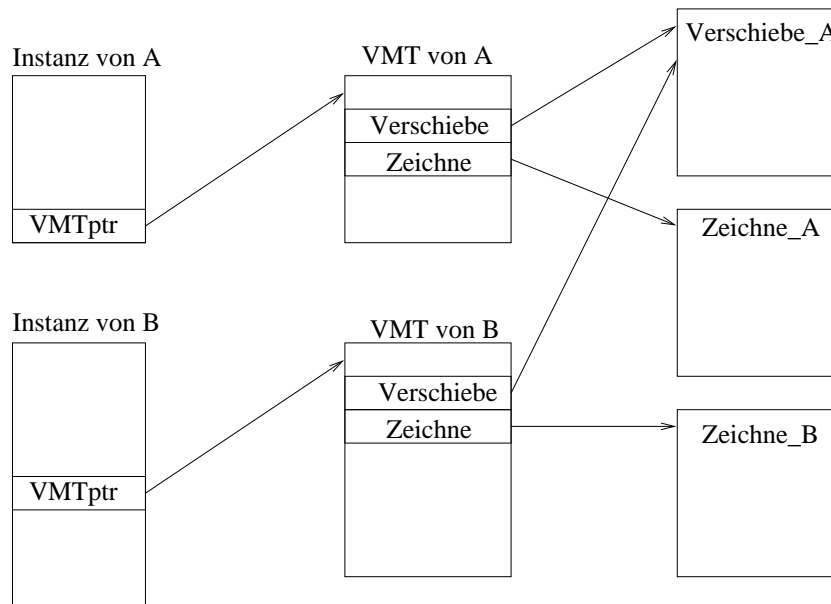 Instanz von A
VMTptr
VMT von A
Verschiebe
Zeichne
Verschiebe_A
Zeichne_A
Instanz von B
VMTptr
VMT von B
Verschiebe
Zeichne
Zeichne_B